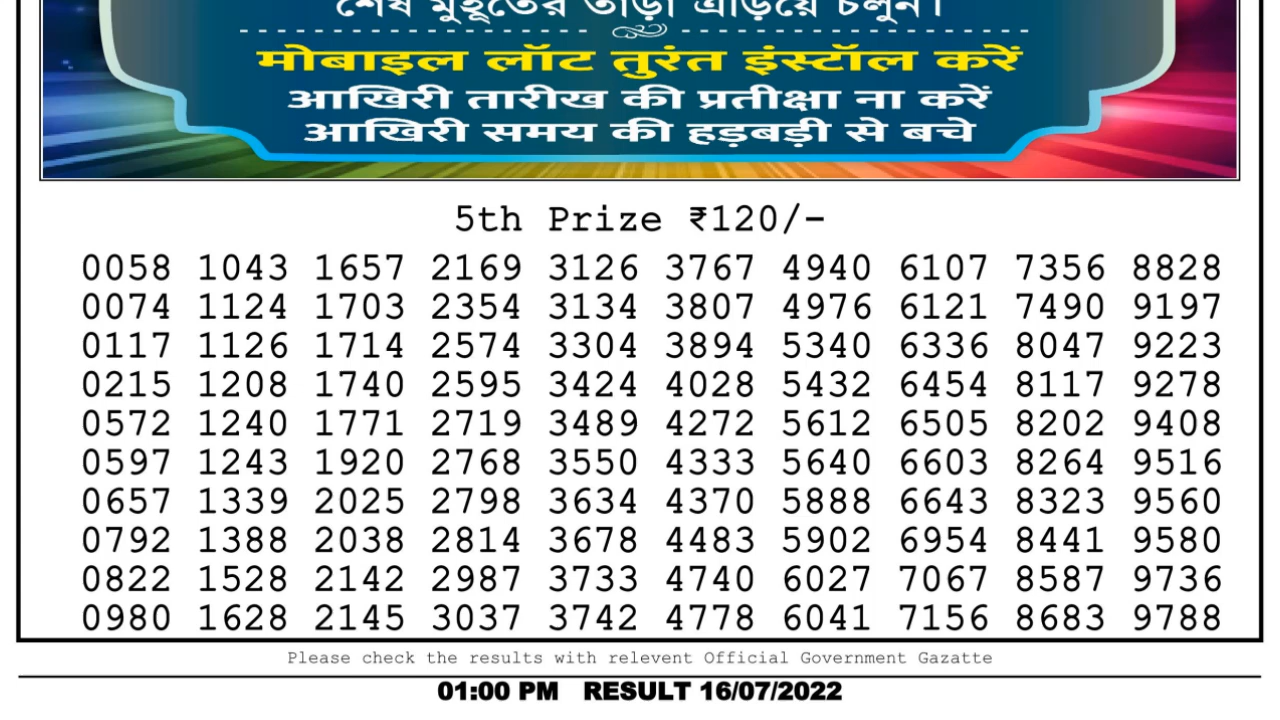 শেষ মুহূর্তের তাড়া এড়িয়ে চলুন।
मोबाइल लॉट तुरंत इंस्टॉल करें
आखिरी तारीख की प्रतीक्षा ना करें
आखिरी समय की हड़बड़ी से बचे
5th Prize ₹120/-
0058 1043 1657 2169 3126 3767 4940 6107 7356 8828
0074 1124 1703 2354 3134 3807 4976 6121 7490 9197
0117 1126 1714 2574 3304 3894 5340 6336 8047 9223
0215 1208 1740 2595 3424 4028 5432 6454 8117 9278
0572 1240 1771 2719 3489 4272 5612 6505 8202 9408
0597 1243 1920 2768 3550 4333 5640 6603 8264 9516
0657 1339 2025 2798 3634 4370 5888 6643 8323 9560
0792 1388 2038 2814 3678 4483 5902 6954 8441 9580
0822 1528 2142 2987 3733 4740 6027 7067 8587 9736
0980 1628 2145 3037 3742 4778 6041 7156 8683 9788
Please check the results with relevent Official Government Gazatte
01:00 PM RESULT 16/07/2022